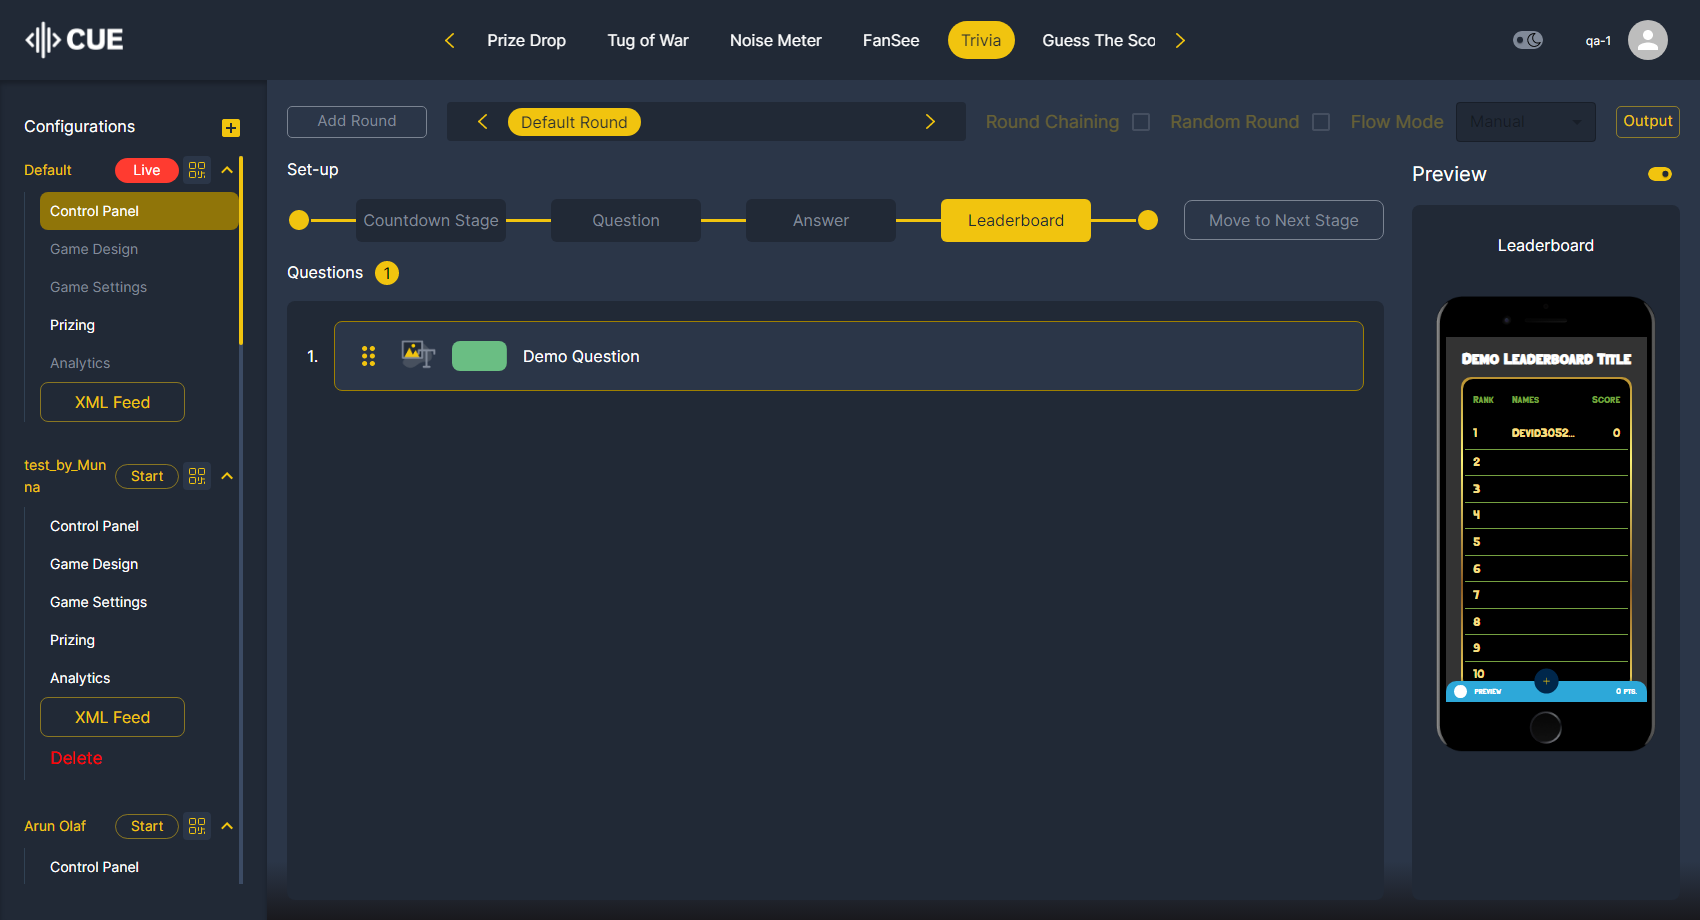 CUE
Prize Drop
Tug of War
Noise Meter
FanSee
Trivia
Guess The Sco
qa-1
Configurations
Default
Live
Control Panel
Game Design
Game Settings
Prizing
Analytics
XML Feed
test_by_Mun
na
Start
Control Panel
Game Design
Game Settings
Prizing
Analytics
XML Feed
Delete
Arun Olaf
Start
Control Panel
Add Round
Default Round
Round Chaining
Random Round
Flow Mode
Manual
Output
Set-up
Countdown Stage
Question
Answer
Leaderboard
Move to Next Stage
Questions
1
1.
Demo Question
Preview
Leaderboard
Demo Leaderboard Title
Rank Names Score
1 Devid3052... 0
2
3
4
5
6
7
8
9
10
+
PREVIEW
0 PTS.